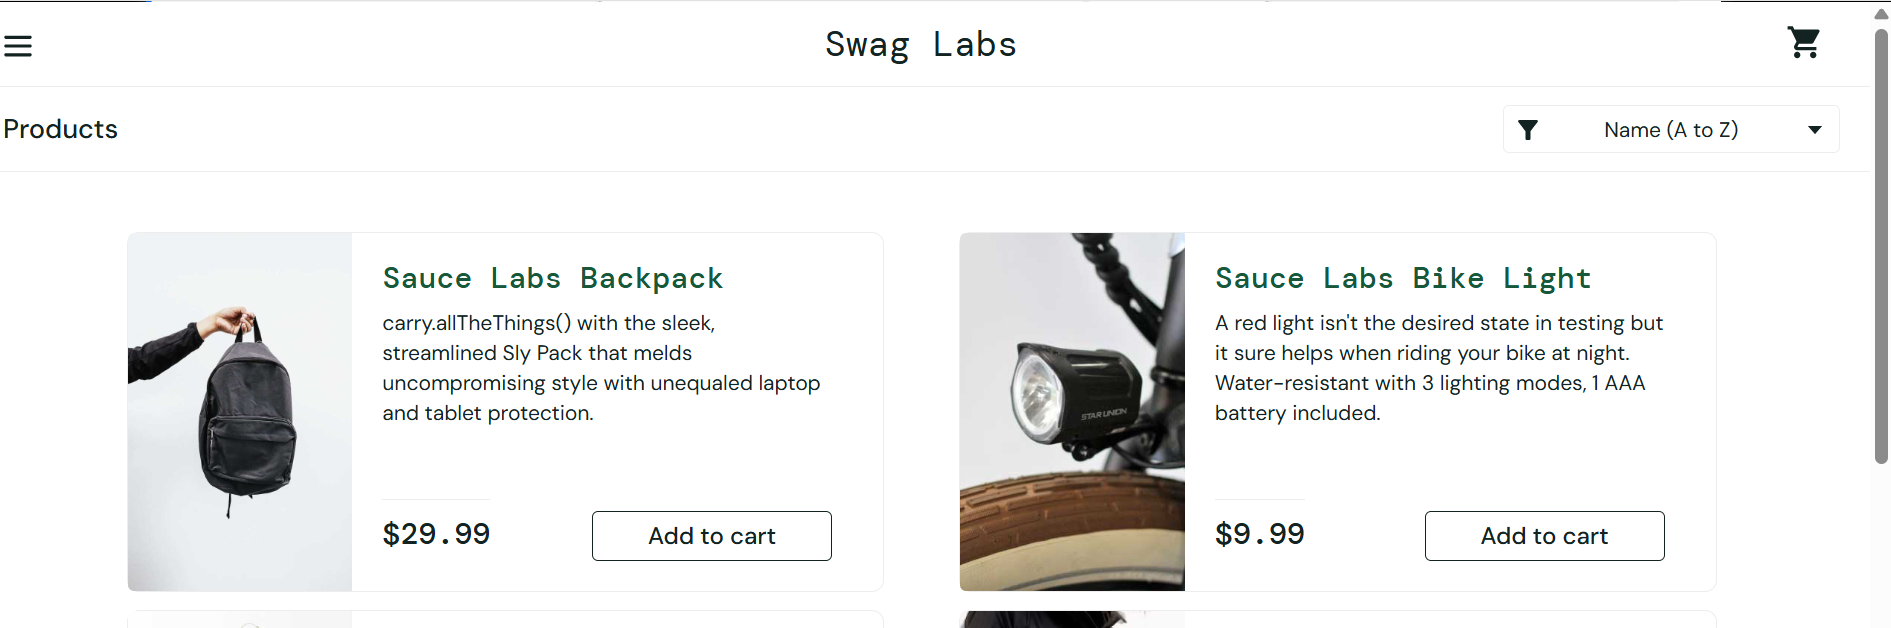 Swag Labs
Products
Name (A to Z)
Sauce Labs Backpack
carry.allTheThings() with the sleek,
streamlined Sly Pack that melds
uncompromising style with unequaled laptop
and tablet protection.
$29.99
Add to cart
Sauce Labs Bike Light
A red light isn't the desired state in testing but
it sure helps when riding your bike at night.
Water-resistant with 3 lighting modes, 1 AAA
battery included.
STAR UNION
$9.99
Add to cart